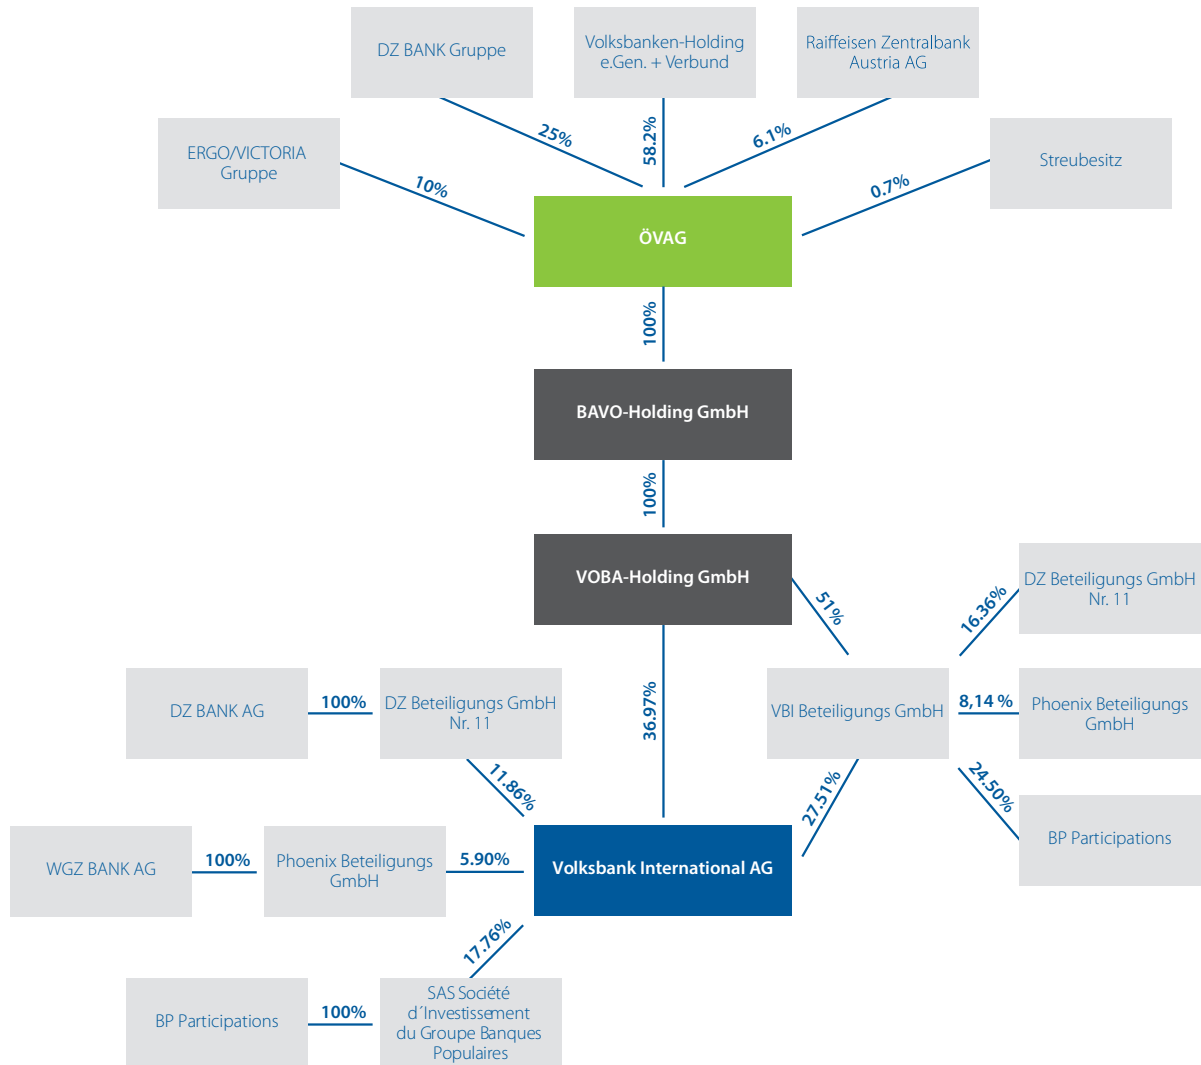 DZ BANK Gruppe
Volksbanken-Holding
e.Gen. + Verbund
Raiffeisen Zentralbank
Austria AG
ERGO/VICTORIA
Gruppe
Streubesitz
25%
58.2%
6.1%
10%
0.7%
ÖVAG
100%
BAVO-Holding GmbH
100%
VOBA-Holding GmbH
51%
16.36%
DZ Beteiligungs GmbH
Nr. 11
DZ BANK AG
100%
DZ Beteiligungs GmbH
Nr. 11
36.97%
VBI Beteiligungs GmbH
8,14 %
Phoenix Beteiligungs
GmbH
11.86%
27.51%
24.50%
BP Participations
WGZ BANK AG
100%
Phoenix Beteiligungs
GmbH
5.90%
Volksbank International AG
17.76%
BP Participations
100%
SAS Société
d´Investissement
du Groupe Banques
Populaires